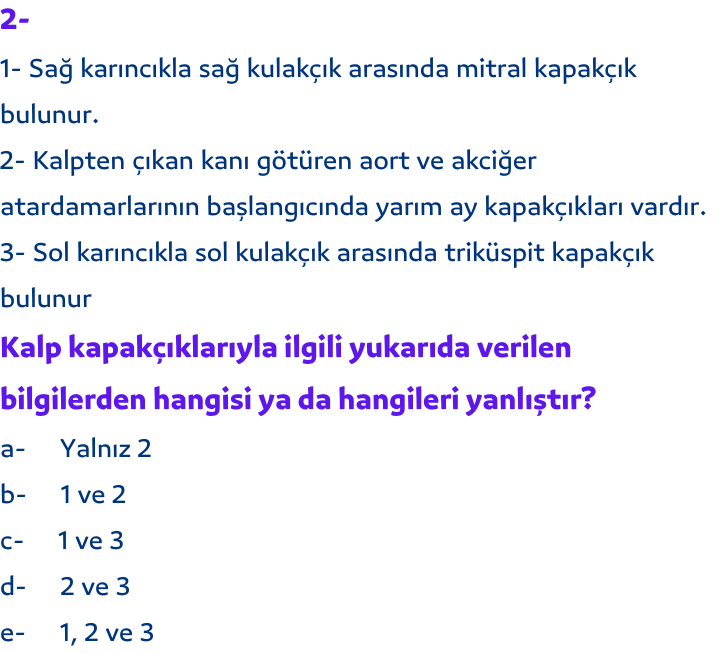 2-
1- Sağ karıncıkla sağ kulakçık arasında mitral kapakçık
bulunur.
2- Kalpten çıkan kanı götüren aort ve akciğer
atardamarlarının başlangıcında yarım ay kapakçıkları vardır.
3- Sol karıncıkla sol kulakçık arasında triküspit kapakçık
bulunur
Kalp kapakçıklarıyla ilgili yukarıda verilen
bilgilerden hangisi ya da hangileri yanlıştır?
a- Yalnız 2
b- 1 ve 2
c- 1 ve 3
d- 2 ve 3
e- 1, 2 ve 3